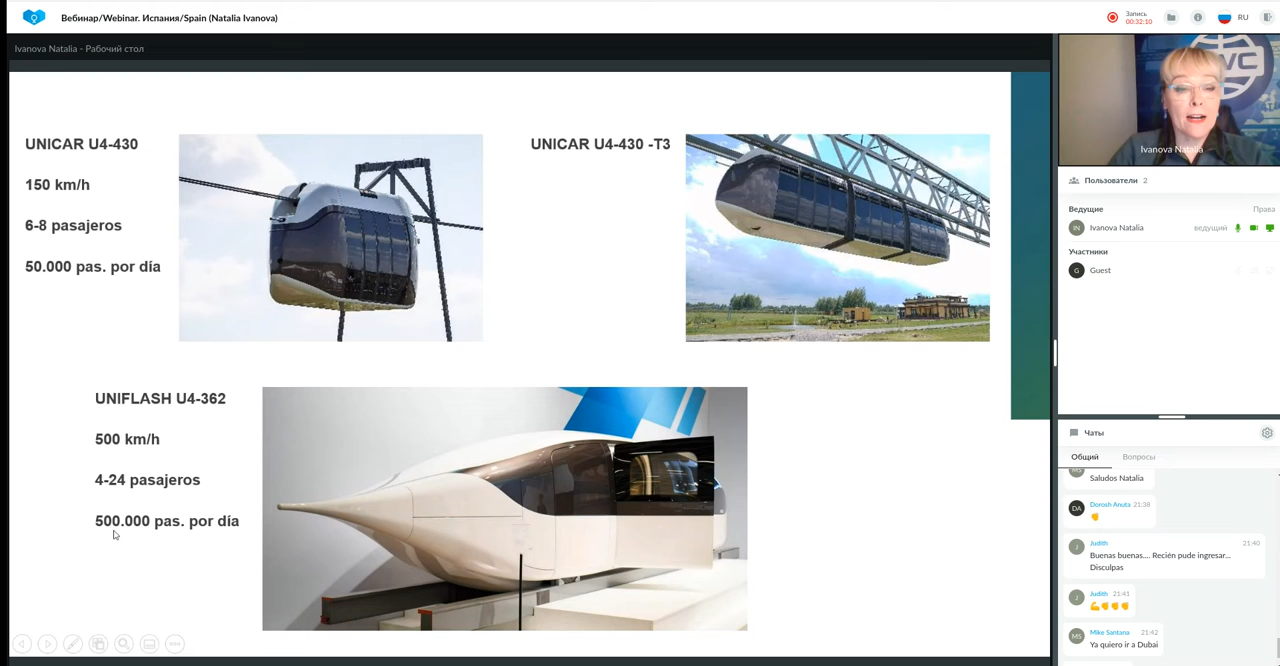 Вебинар/Webinar. Испания/Spain (Natalia Ivanova)
Запись
00:32:10
RU
Ivanova Natalia - Рабочий стол
UNICAR U4-430
150 km/h
6-8 pasajeros
50.000 pas. por día
UNICAR U4-430 -T3
UNIFLASH U4-362
500 km/h
4-24 pasajeros
500.000 pas. por día
Ivanova Natalia
Пользователи 2
Ведущие Права
IN Ivanova Natalia ведущий
Участники
G Guest
Чаты
Общий Вопросы
MS Saludos Natalia
DA Dorosh Anuta 21:38
J Judith 21:40
Buenas buenas.... Recién pude ingresar...
Disculpas
J Judith 21:41
MS Mike Santana 21:42
Ya quiero ir a Dubai